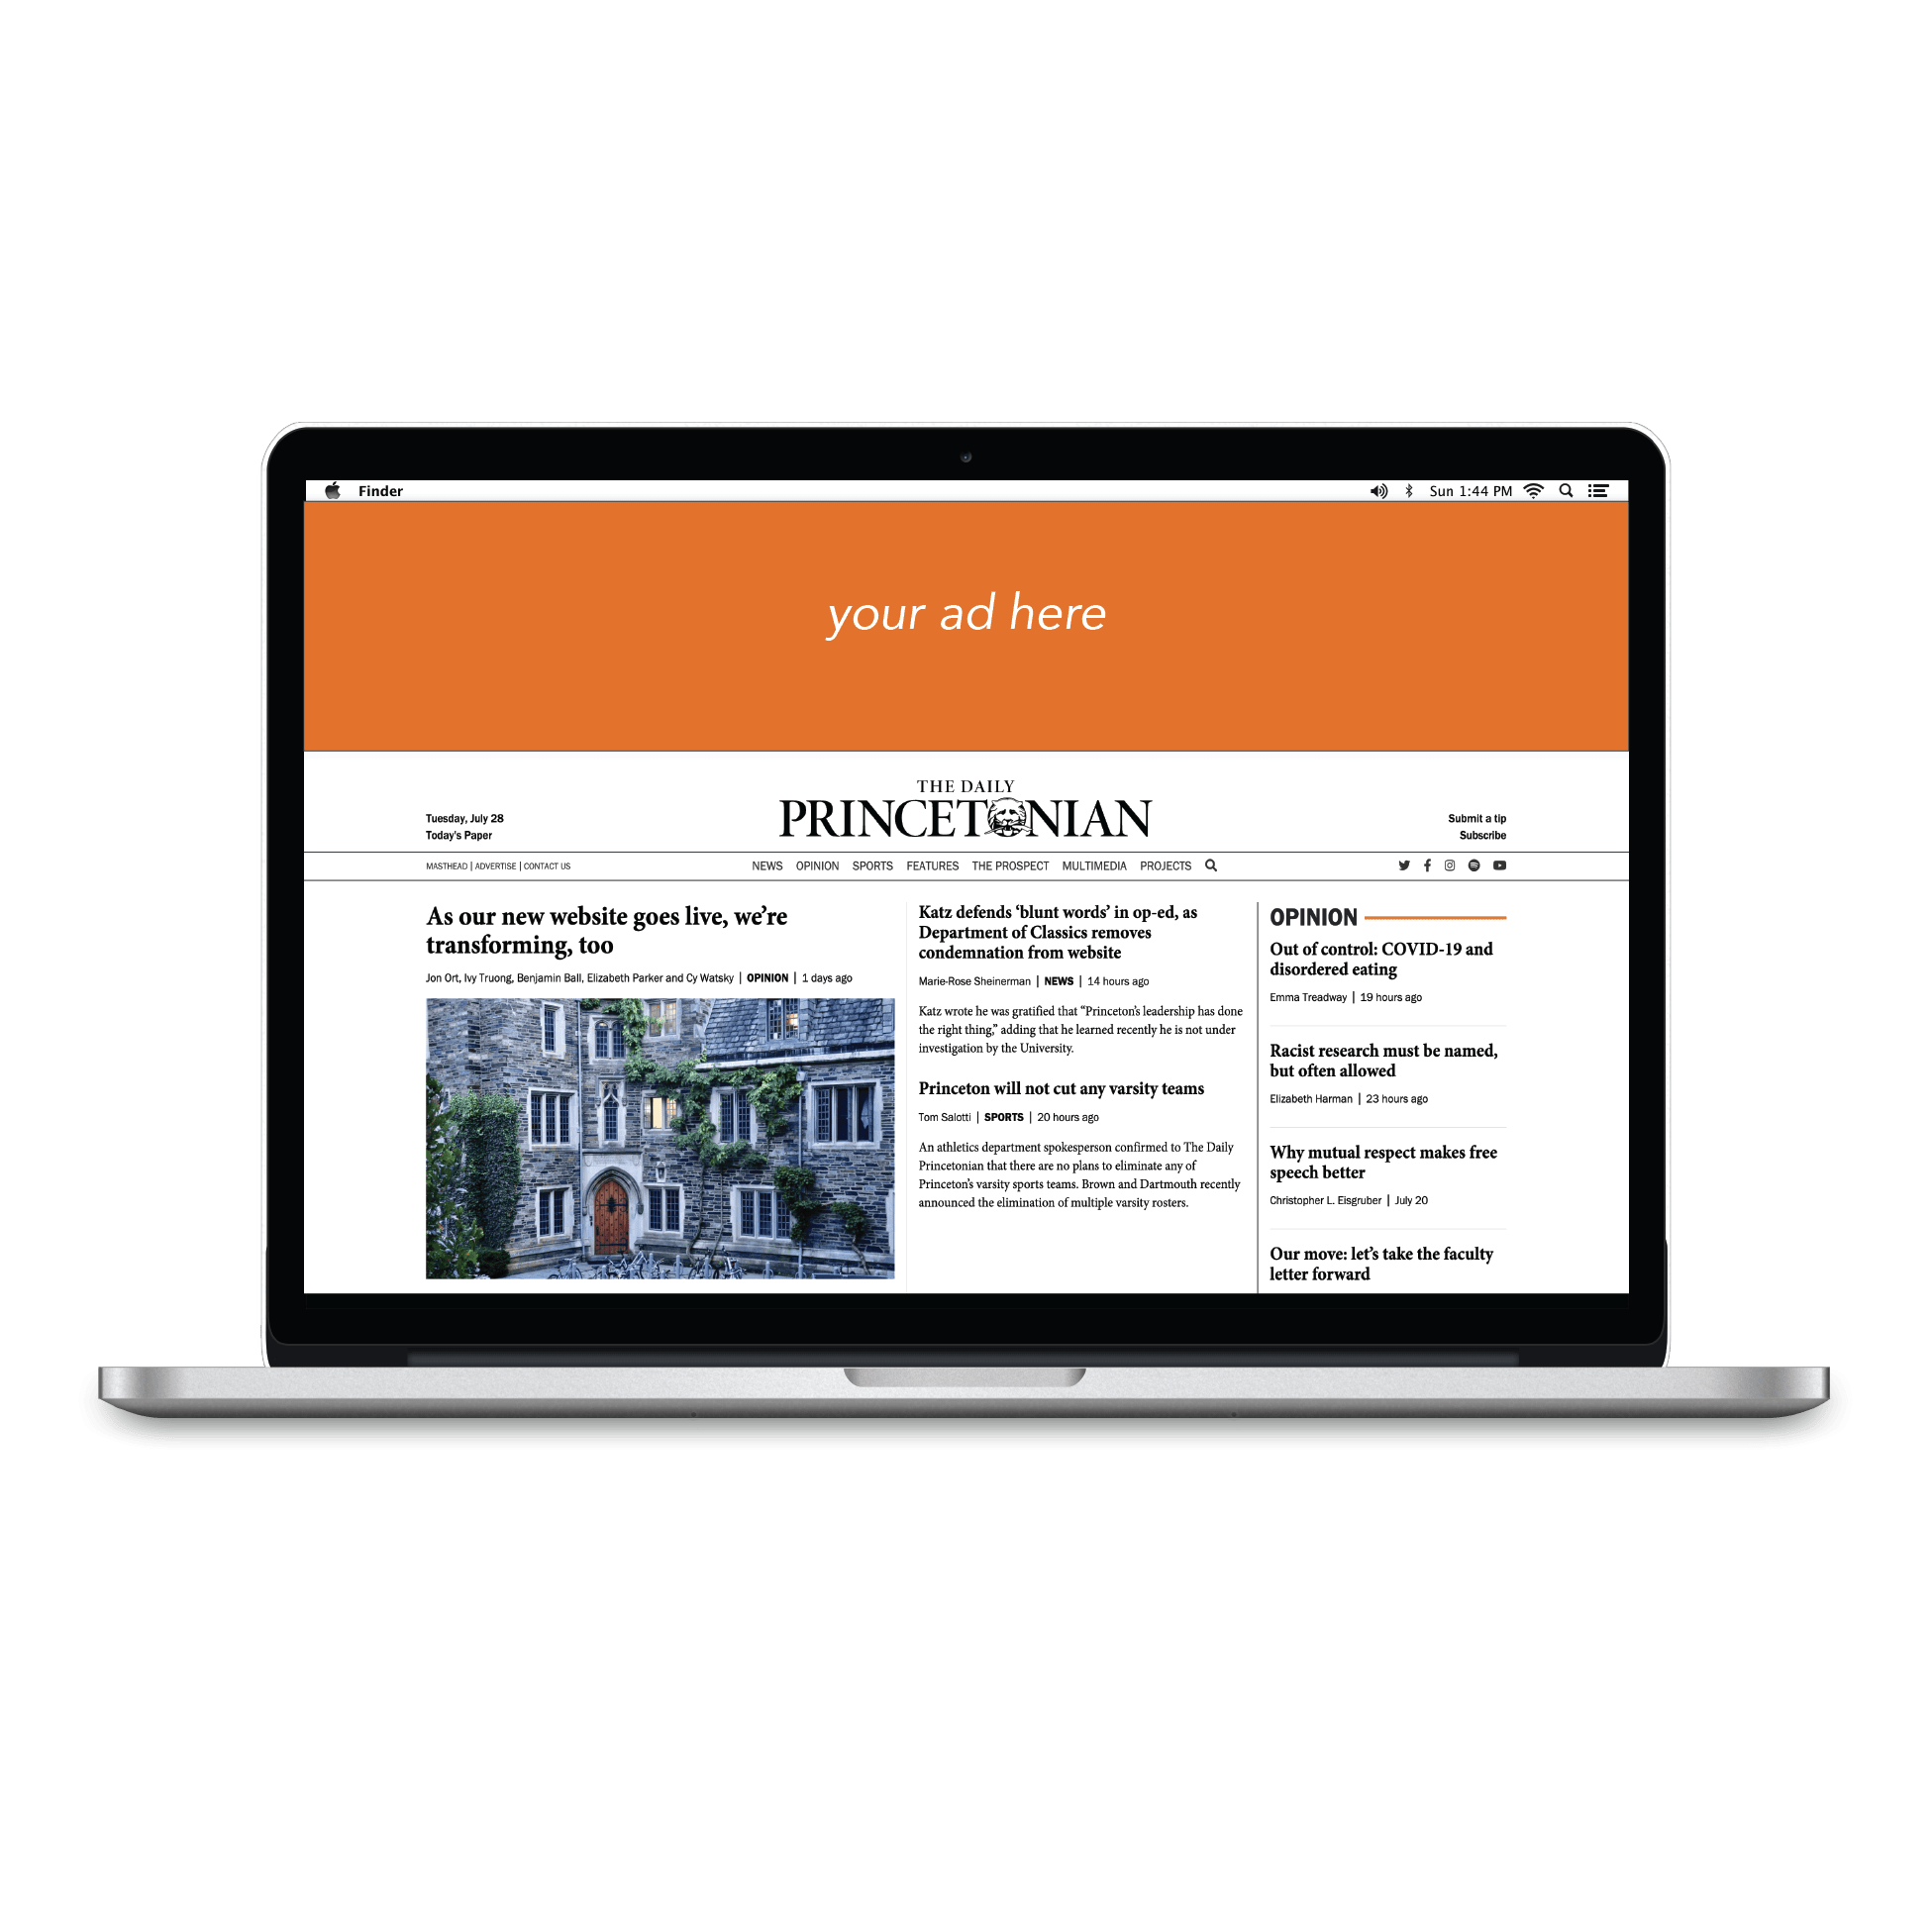 Finder
Sun 1:44 PM
your ad here
THE DAILY
PRINCETONIAN
Tuesday, July 28
Today's Paper
Submit a tip
Subscribe
MASTHEAD | ADVERTISE | CONTACT US
NEWS OPINION SPORTS FEATURES THE PROSPECT MULTIMEDIA PROJECTS
As our new website goes live, we’re
transforming, too
Jon Ort, Ivy Truong, Benjamin Ball, Elizabeth Parker and Cy Watsky | OPINION | 1 days ago
Katz defends ‘blunt words’ in op-ed, as
Department of Classics removes
condemnation from website
Marie-Rose Sheinerman | NEWS | 14 hours ago
Katz wrote he was gratified that “Princeton’s leadership has done
the right thing,” adding that he learned recently he is not under
investigation by the University.
Princeton will not cut any varsity teams
Tom Salotti | SPORTS | 20 hours ago
An athletics department spokesperson confirmed to The Daily
Princetonian that there are no plans to eliminate any of
Princeton’s varsity sports teams. Brown and Dartmouth recently
announced the elimination of multiple varsity rosters.
OPINION
Out of control: COVID-19 and
disordered eating
Emma Treadway | 19 hours ago
Racist research must be named,
but often allowed
Elizabeth Harman | 23 hours ago
Why mutual respect makes free
speech better
Christopher L. Eisgruber | July 20
Our move: let’s take the faculty
letter forward